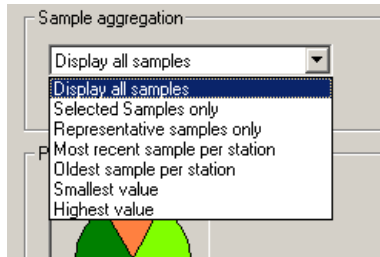 Sample aggregation
Display all samples
Display all samples
Selected Samples only
Representative samples only
Most recent sample per station
Oldest sample per station
Smallest value
Highest value